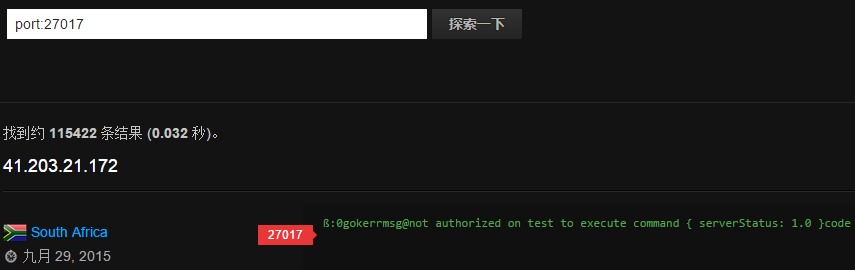 port:27017 探索一下
找到约 115422 条结果 (0.032 秒)。
41.203.21.172
South Africa
九月 29, 2015
27017
ß:0gokerrmsg@not authorized on test to execute command { serverStatus: 1.0 }code